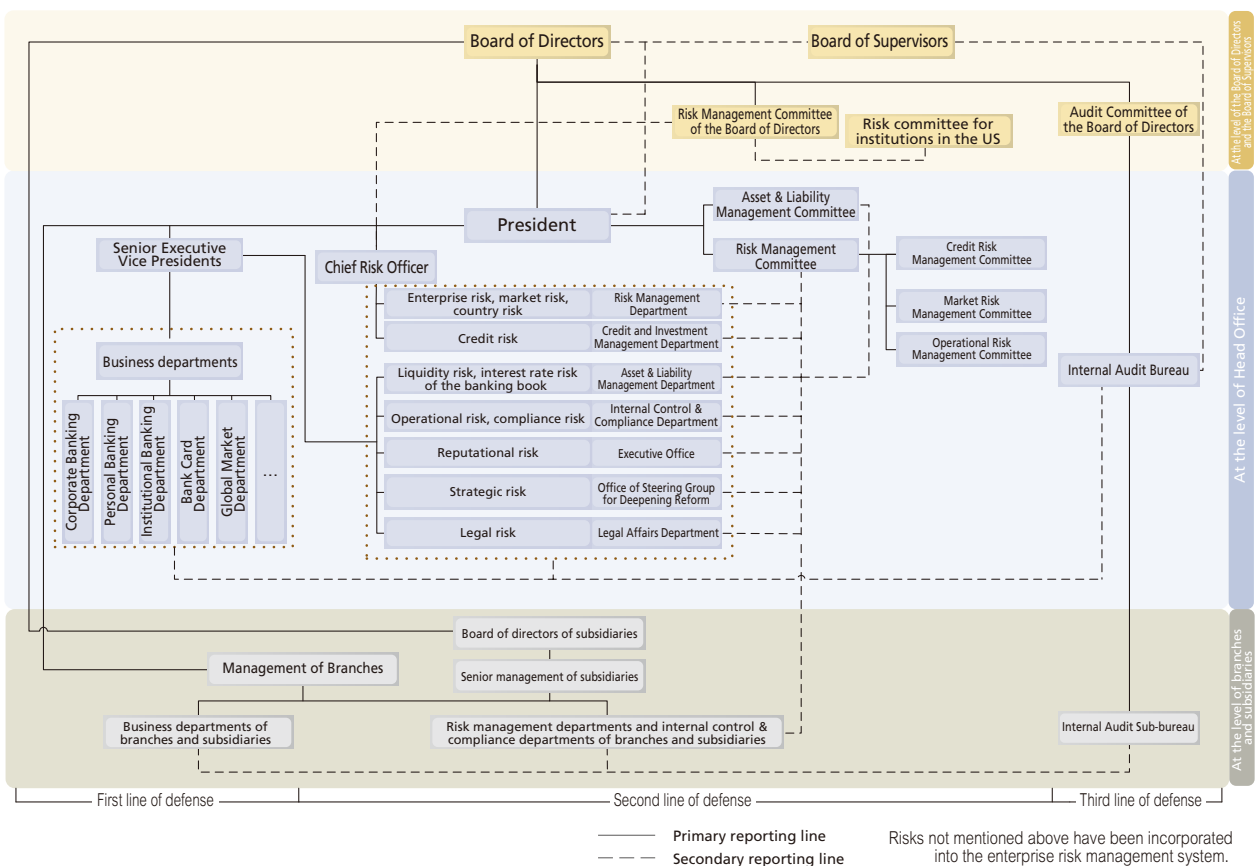 Board of Directors
Board of Supervisors
At the level of the Board of Directors
and the Board of Supervisors
Risk Management Committee
of the Board of Directors
Risk committee for
institutions in the US
Audit Committee of
the Board of Directors
At the level of Head Office
President
Asset & Liability
Management Committee
Senior Executive
Vice Presidents
Chief Risk Officer
Risk Management
Committee
Credit Risk
Management Committee
Enterprise risk, market risk,
country risk
Risk Management
Department
Market Risk
Management Committee
Credit risk
Credit and Investment
Management Department
Operational Risk
Management Committee
Business departments
Liquidity risk, interest rate risk
of the banking book
Asset & Liability
Management Department
Internal Audit Bureau
Corporate Banking
Department
Personal Banking
Department
Institutional Banking
Department
Bank Card
Department
Global Market
Department
...
Operational risk, compliance risk
Internal Control &
Compliance Department
Reputational risk
Executive Office
Strategic risk
Office of Steering Group
for Deepening Reform
Legal risk
Legal Affairs Department
At the level of branches
and subsidiaries
Board of directors of subsidiaries
Management of Branches
Senior management of subsidiaries
Business departments of
branches and subsidiaries
Risk management departments and internal control &
compliance departments of branches and subsidiaries
Internal Audit Sub-bureau
First line of defense
Second line of defense
Third line of defense
Primary reporting line
Secondary reporting line
Risks not mentioned above have been incorporated
into the enterprise risk management system.